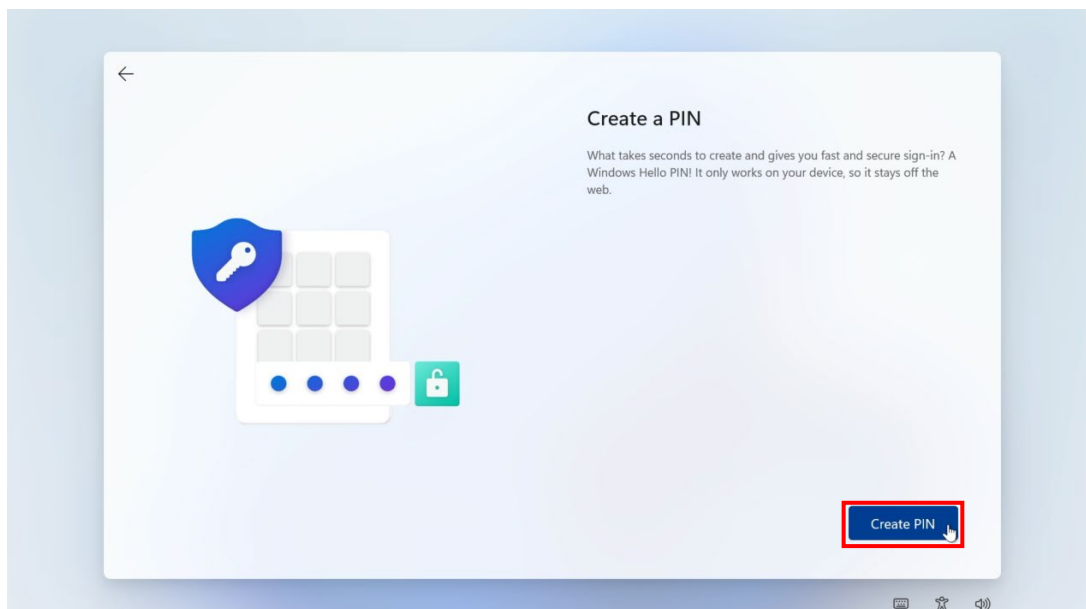 Create a PIN
What takes seconds to create and gives you fast and secure sign-in? A
Windows Hello PIN! It only works on your device, so it stays off the
web.
Create PIN